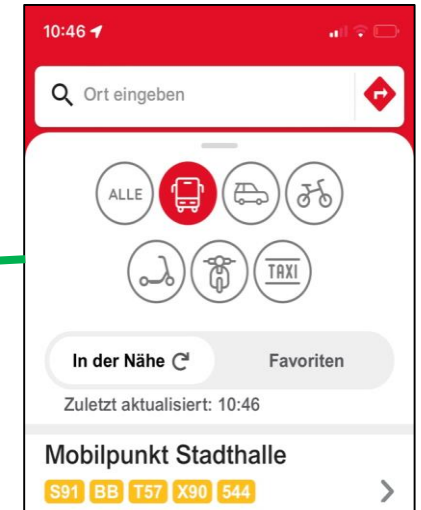 10:46
Ort eingeben
ALLE
TAXI
In der Nähe Favoriten
Zuletzt aktualisiert: 10:46
Mobilpunkt Stadthalle
S91 BB T57 X90 544